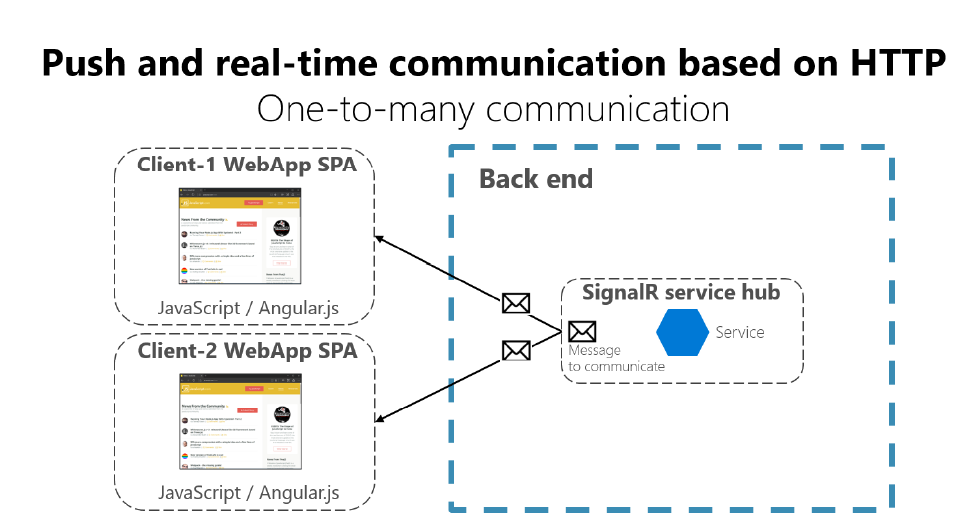 Push and real-time communication based on HTTP
One-to-many communication
Client-1 WebApp SPA
News From the Community
JavaScript / Angular.js
Client-2 WebApp SPA
News From the Community
JavaScript / Angular.js
Back end
SignalR service hub
Service
Message
to communicate